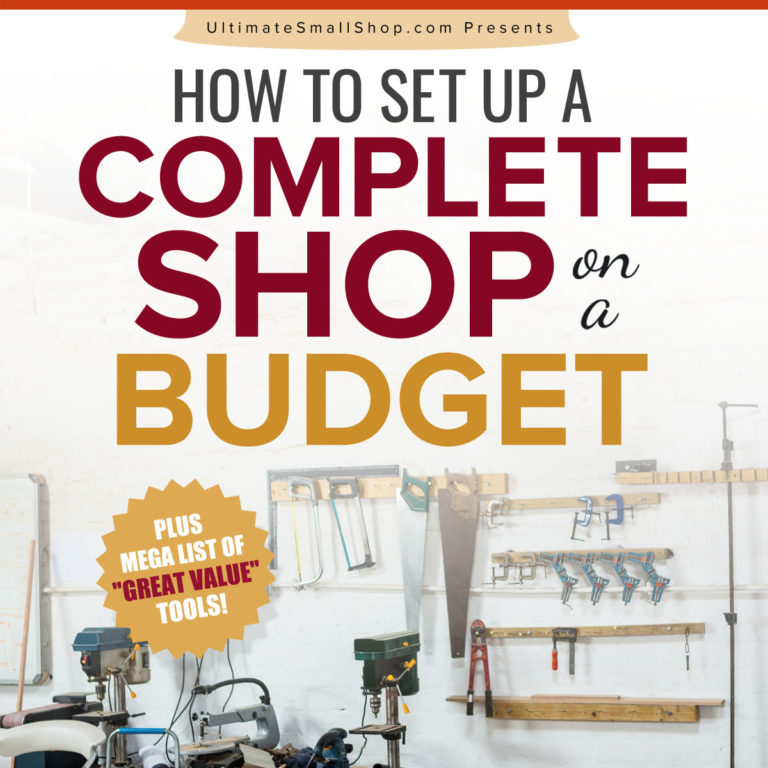 UltimateSmallShop.com Presents
HOW TO SET UP A
COMPLETE
SHOP on a
BUDGET
PLUS
MEGA LIST OF
"GREAT VALUE"
TOOLS!